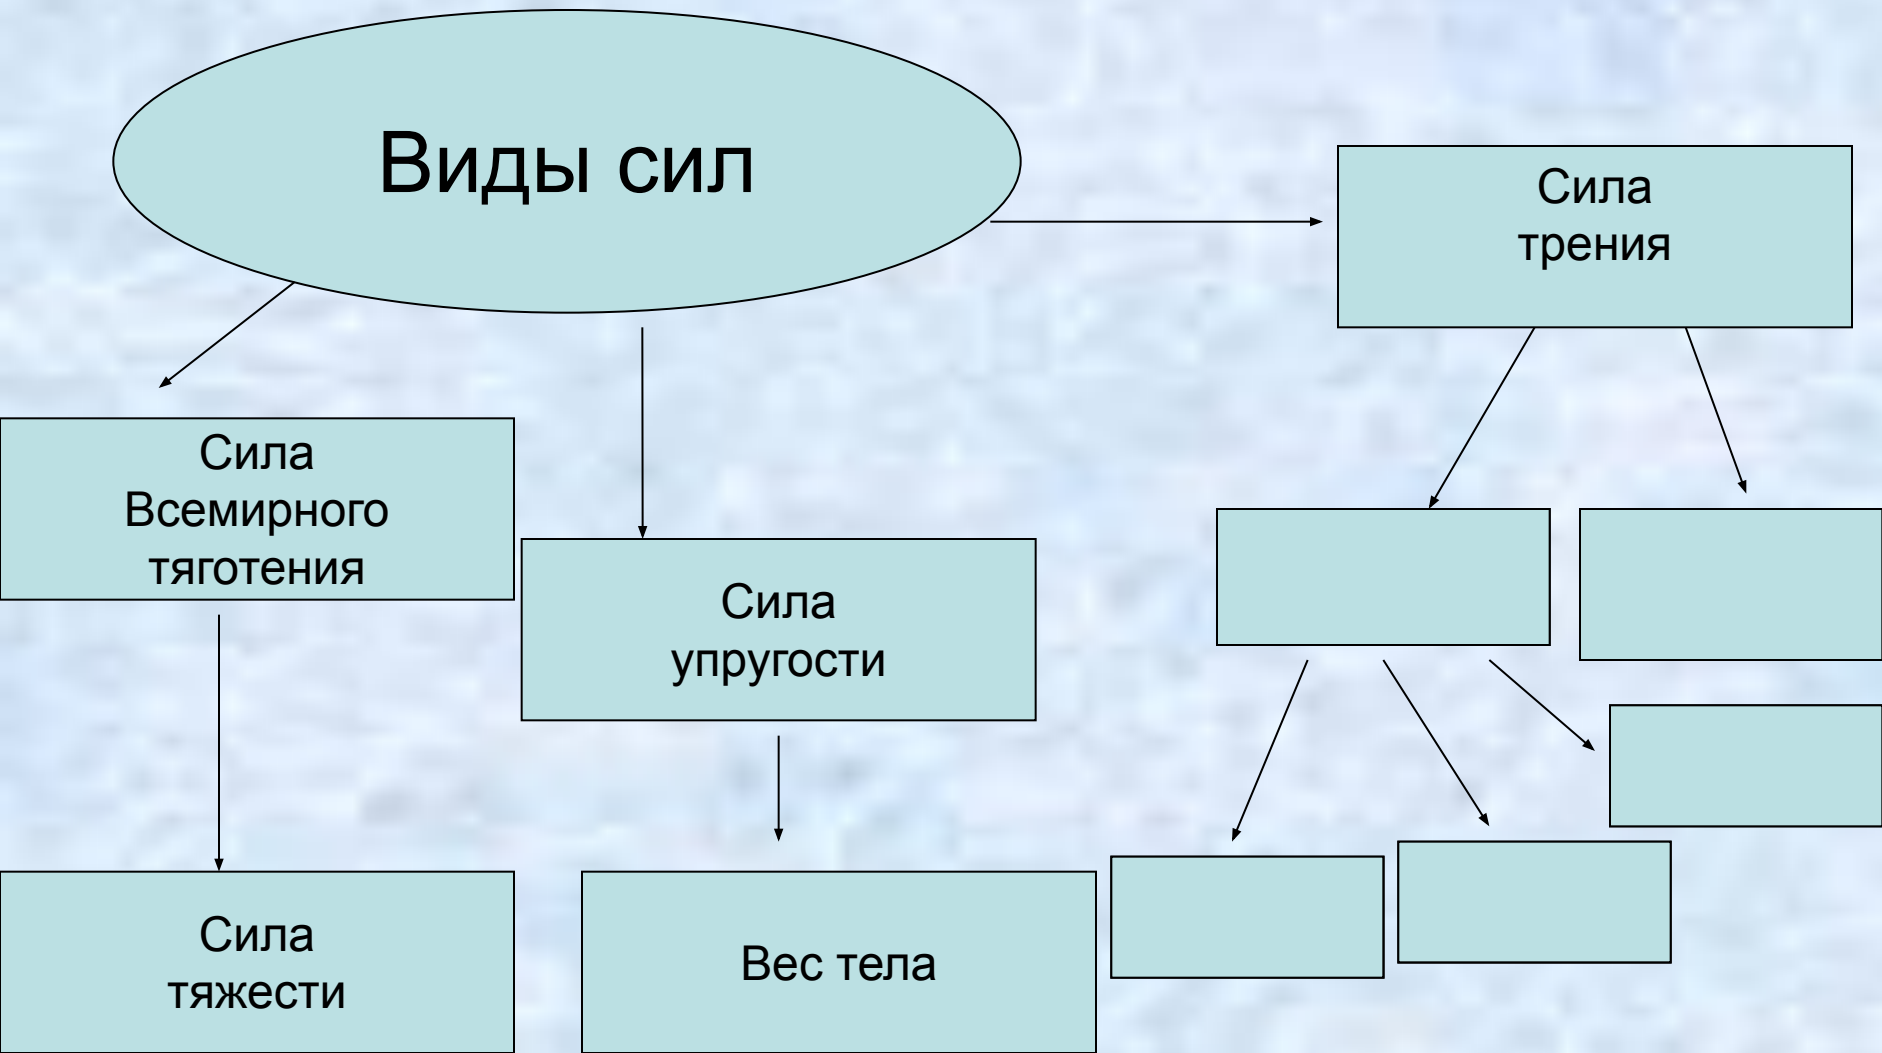 Виды сил
Сила
трения
Сила
Всемирного
тяготения
Сила
упругости
Сила
тяжести
Вес тела